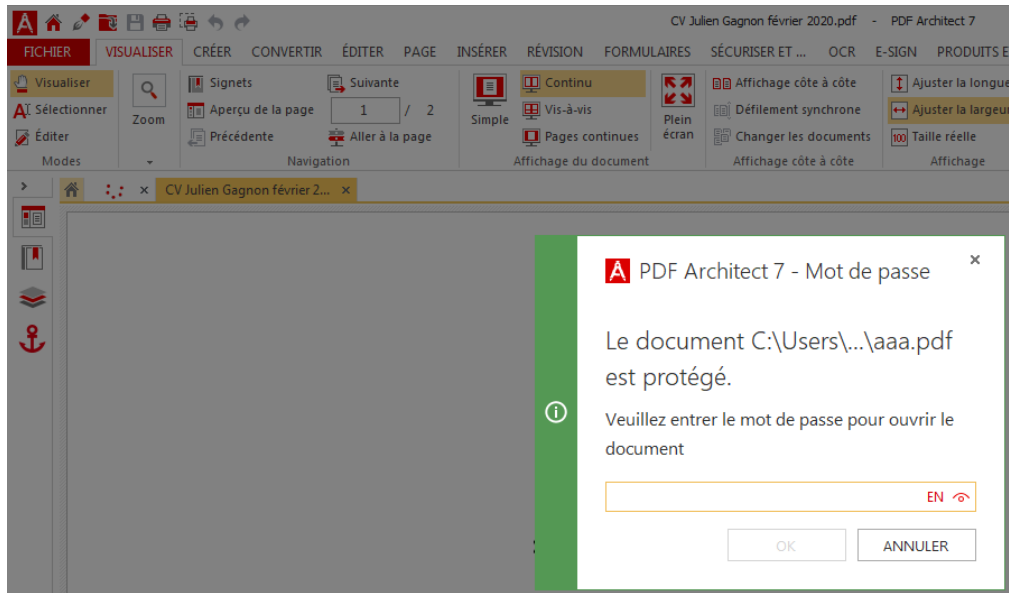 CV Julien Gagnon février 2020.pdf - PDF Architect 7
FICHIER VISUALISER CRÉER CONVERTIR ÉDITER PAGE INSÉRER RÉVISION FORMULAIRES SÉCURISER ET ... OCR E-SIGN PRODUITS E
Visualiser Signets Suivante Continu Affichage côte à côte Ajuster la longue
Sélectionner Zoom Aperçu de la page 1 / 2 Simple Vis-à-vis Plein écran Défilement synchrone Ajuster la largeur
Éditer Précédente Aller à la page Pages continues Changer les documents 100 Taille réelle
Modes Navigation Affichage du document Affichage côte à côte Affichage
CV Julien Gagnon février 2...
PDF Architect 7 - Mot de passe
Le document C:\Users\...\aaa.pdf
est protégé.
Veuillez entrer le mot de passe pour ouvrir le
document
EN
OK ANNULER